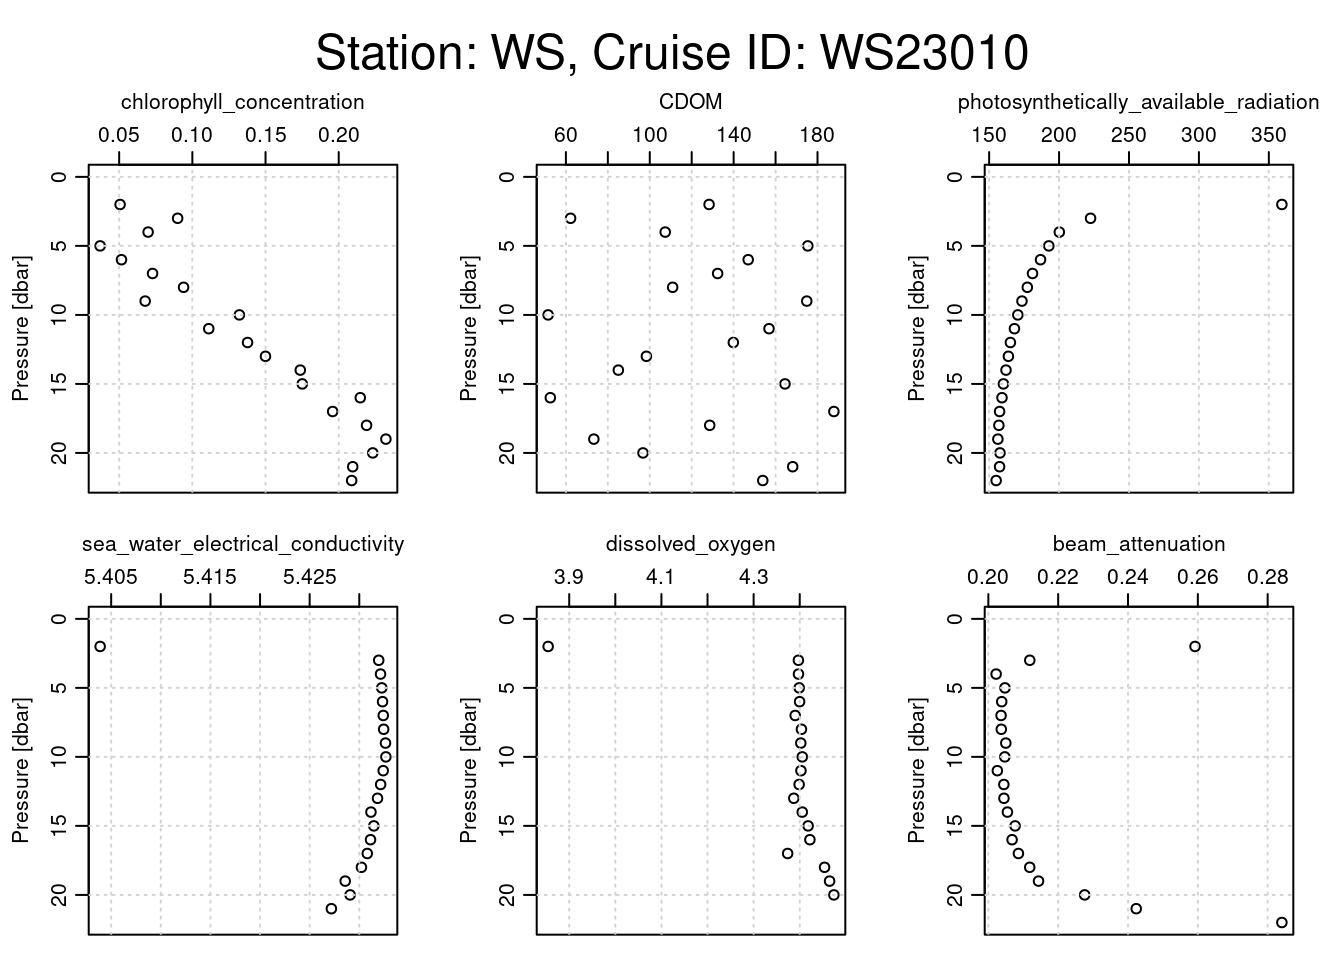 Station: WS, Cruise ID: WS23010
chlorophyll_concentration
0.05 0.10 0.15 0.20
Pressure [dbar]
0 5 10 15 20
CDOM
60 100 140 180
Pressure [dbar]
0 5 10 15 20
photosynthetically_available_radiation
150 200 250 300 350
Pressure [dbar]
0 5 10 15 20
sea_water_electrical_conductivity
5.405 5.415 5.425
Pressure [dbar]
0 5 10 15 20
dissolved_oxygen
3.9 4.1 4.3
Pressure [dbar]
0 5 10 15 20
beam_attenuation
0.20 0.22 0.24 0.26 0.28
Pressure [dbar]
0 5 10 15 20